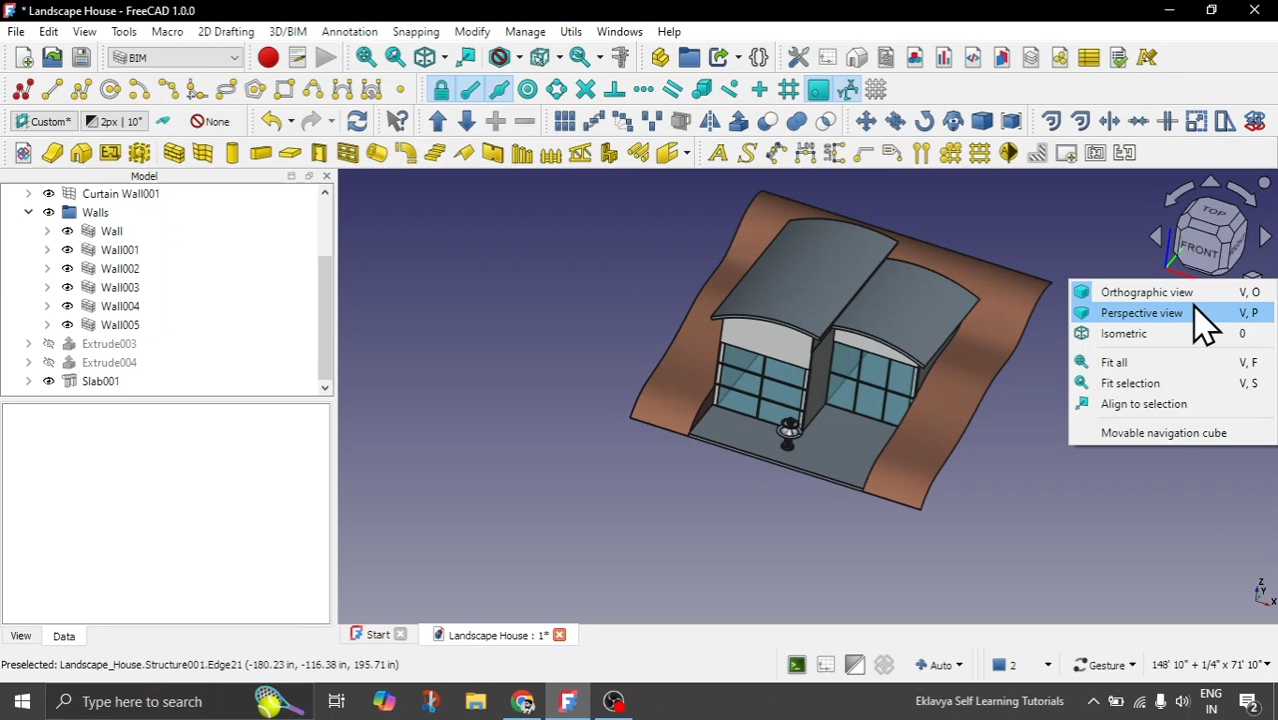 * Landscape House - FreeCAD 1.0.0
File Edit View Tools Macro 2D Drafting 3D/BIM Annotation Snapping Modify Manage Utils Windows Help
BIM
Custom* 2px | 10" None
Model
Curtain Wall001
Walls
Wall
Wall001
Wall002
Wall003
Wall004
Wall005
Extrude003
Extrude004
Slab001
TOP
FRONT
Orthographic view V, O
Perspective view V, P
Isometric 0
Fit all V, F
Fit selection V, S
Align to selection
Movable navigation cube
Z
X
View Data
Start Landscape House : 1*
Preselected: Landscape_House.Structure001.Edge21 (-180.23 in, -116.38 in, 195.71 in)
Auto 2 Gesture 148' 10" + 1/4" x 71' 10"
Type here to search
Eklavya Self Learning Tutorials
ENG
IN
2